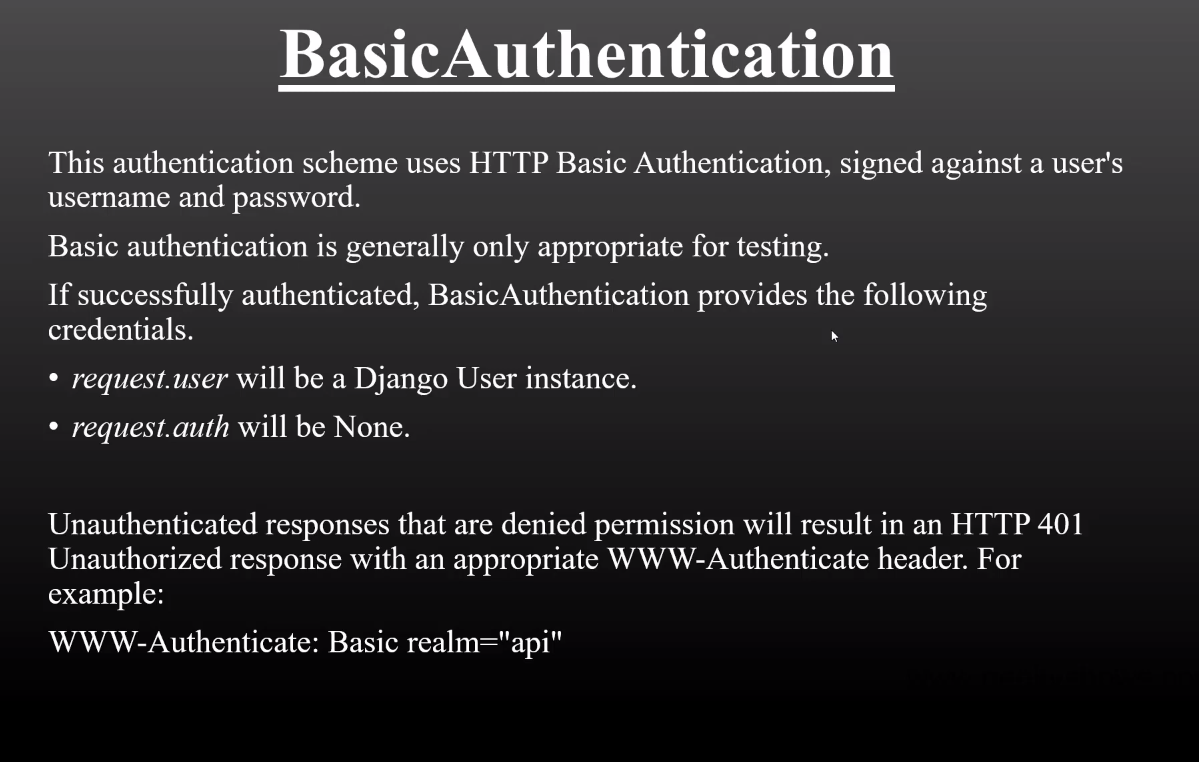 BasicAuthentication
This authentication scheme uses HTTP Basic Authentication, signed against a user's
username and password.
Basic authentication is generally only appropriate for testing.
If successfully authenticated, BasicAuthentication provides the following
credentials.
• request.user will be a Django User instance.
• request.auth will be None.
Unauthenticated responses that are denied permission will result in an HTTP 401
Unauthorized response with an appropriate WWW-Authenticate header. For
example:
WWW-Authenticate: Basic realm="api"